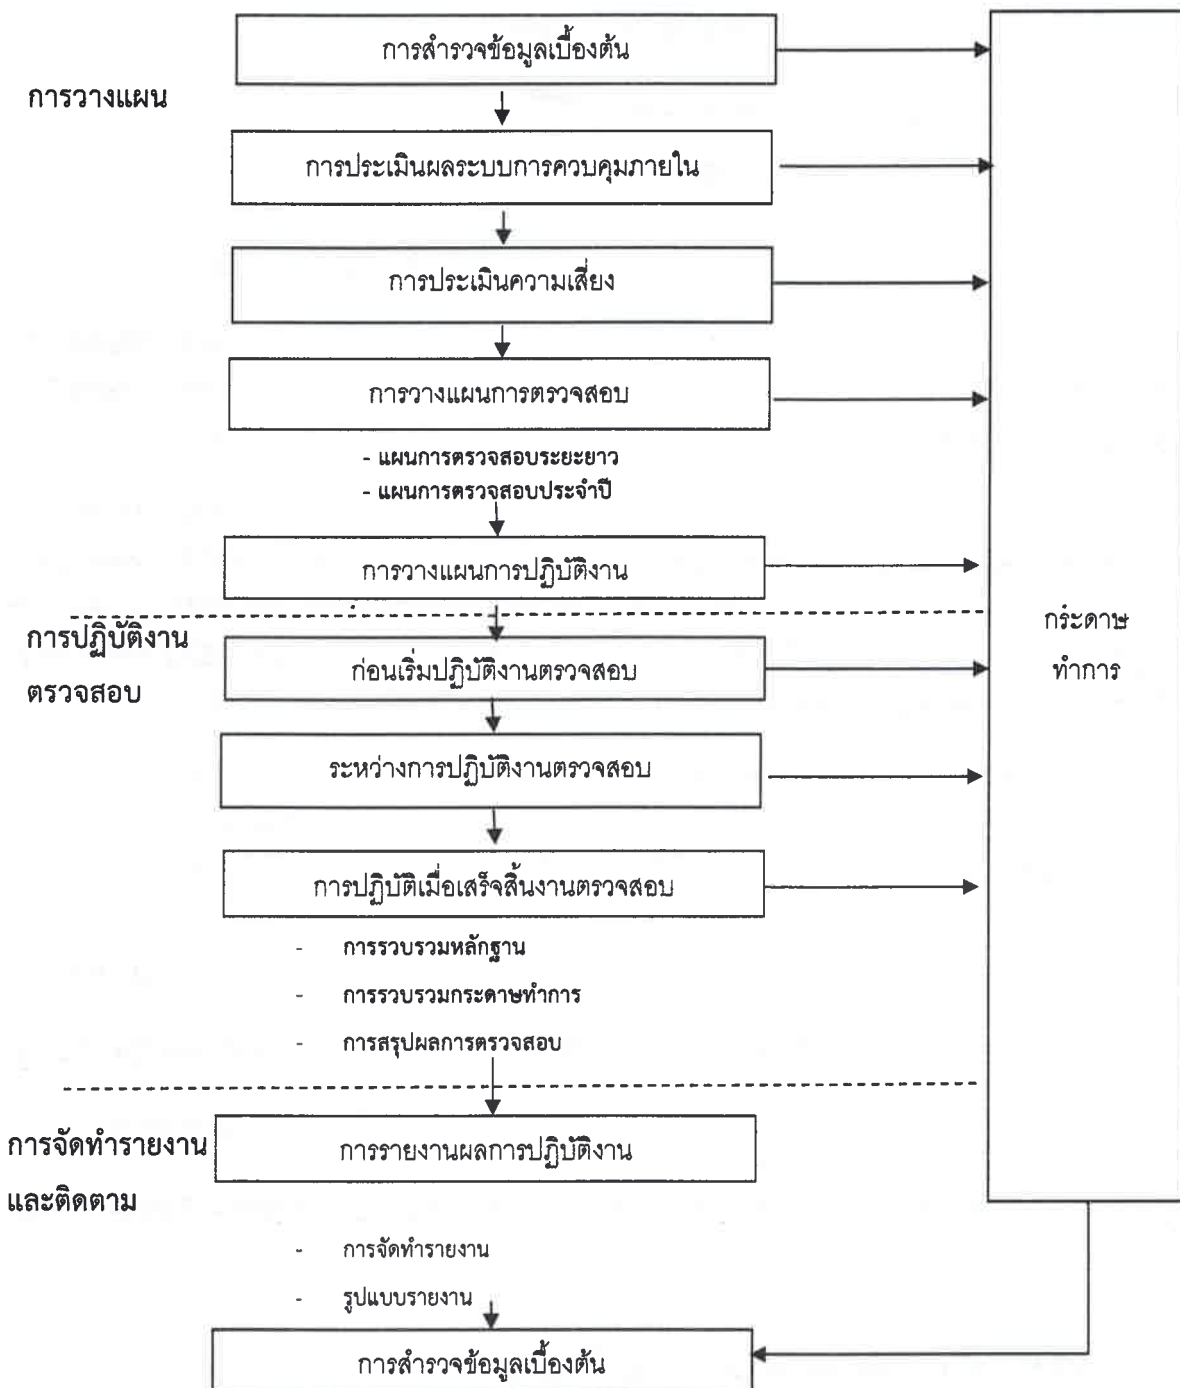 การสำรวจข้อมูลเบื้องต้น
การวางแผน
การประเมินผลระบบการควบคุมภายใน
การประเมินความเสี่ยง
การวางแผนการตรวจสอบ
- แผนการตรวจสอบระยะยาว
- แผนการตรวจสอบประจำปี
การวางแผนการปฏิบัติงาน
กระดาษ
ทำการ
การปฏิบัติงาน
ตรวจสอบ
ก่อนเริ่มปฏิบัติงานตรวจสอบ
ระหว่างการปฏิบัติงานตรวจสอบ
การปฏิบัติเมื่อเสร็จสิ้นงานตรวจสอบ
- การรวบรวมหลักฐาน
- การรวบรวมกระดาษทำการ
- การสรุปผลการตรวจสอบ
การจัดทำรายงาน
และติดตาม
การรายงานผลการปฏิบัติงาน
- การจัดทำรายงาน
- รูปแบบรายงาน
การสำรวจข้อมูลเบื้องต้น